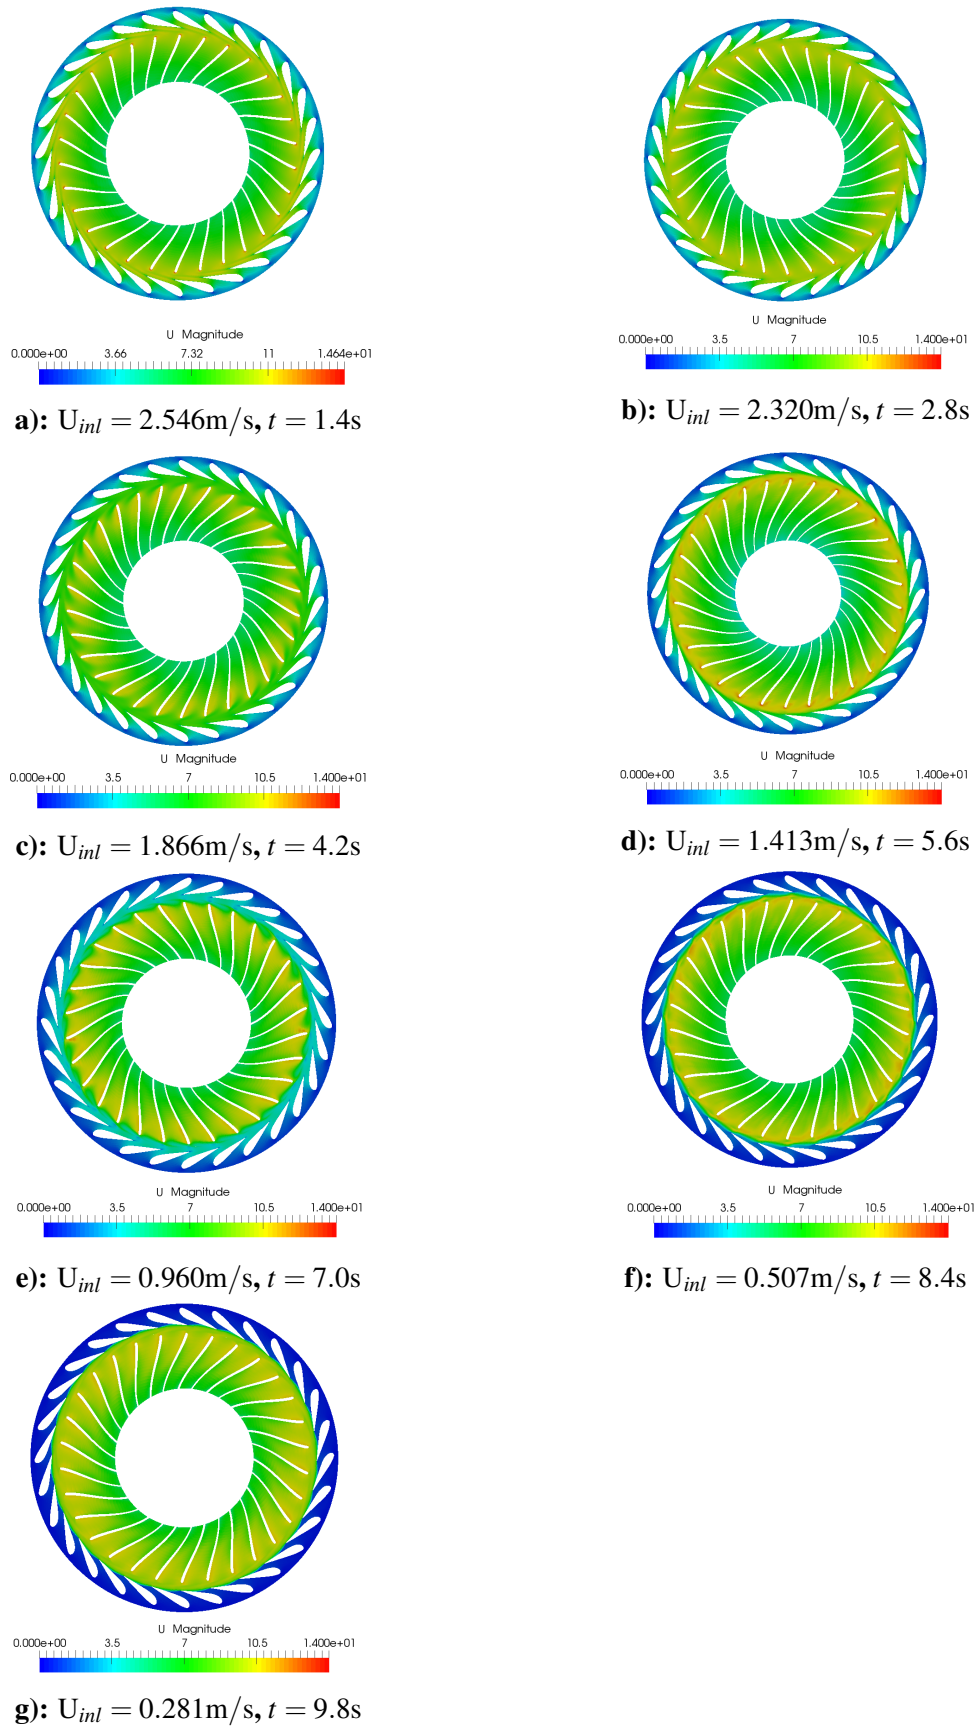 U Magnitude
0.000e+00 3.66 7.32 11 1.464e+01
a): U_inl = 2.546m/s, t = 1.4s
U Magnitude
0.000e+00 3.5 7 10.5 1.400e+01
b): U_inl = 2.320m/s, t = 2.8s
U Magnitude
0.000e+00 3.5 7 10.5 1.400e+01
c): U_inl = 1.866m/s, t = 4.2s
U Magnitude
0.000e+00 3.5 7 10.5 1.400e+01
d): U_inl = 1.413m/s, t = 5.6s
U Magnitude
0.000e+00 3.5 7 10.5 1.400e+01
e): U_inl = 0.960m/s, t = 7.0s
U Magnitude
0.000e+00 3.5 7 10.5 1.400e+01
f): U_inl = 0.507m/s, t = 8.4s
U Magnitude
0.000e+00 3.5 7 10.5 1.400e+01
g): U_inl = 0.281m/s, t = 9.8s